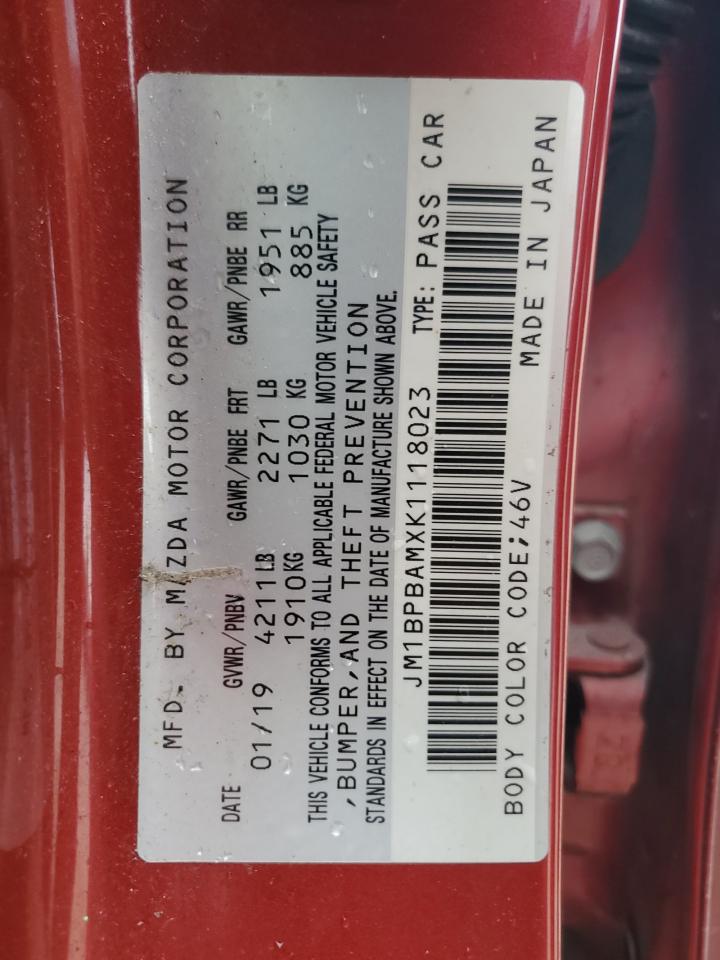 MFD. BY MAZDA MOTOR CORPORATION
DATE GVWR/PNBV GAWR/PNBE FRT GAWR/PNBE RR
01/19 4211LB 2271 LB 1951 LB
1910KG 1030 KG 885 KG
THIS VEHICLE CONFORMS TO ALL APPLICABLE FEDERAL MOTOR VEHICLE SAFETY
,BUMPER,AND THEFT PREVENTION
STANDARDS IN EFFECT ON THE DATE OF MANUFACTURE SHOWN ABOVE.
JM1BPBAMXK1118023 TYPE: PASS CAR
BODY COLOR CODE;46V MADE IN JAPAN